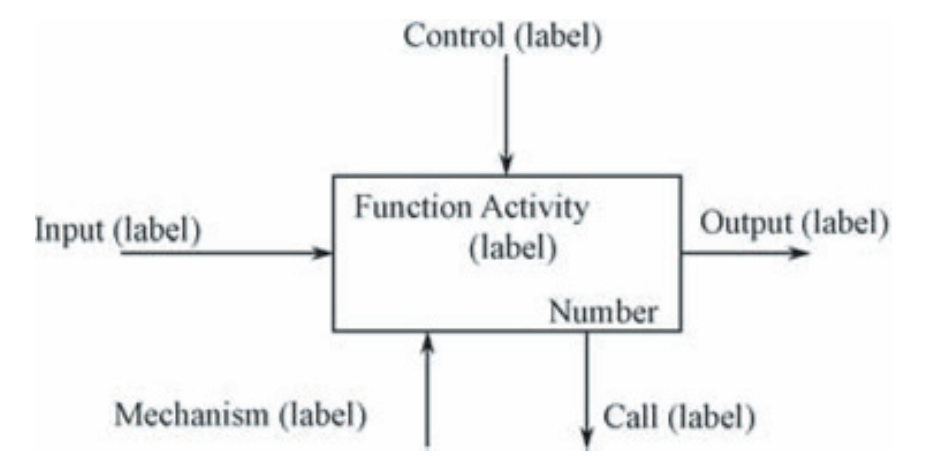 Control (label)
Function Activity
(label)
Input (label)
Output (label)
Number
Mechanism (label)
Call (label)